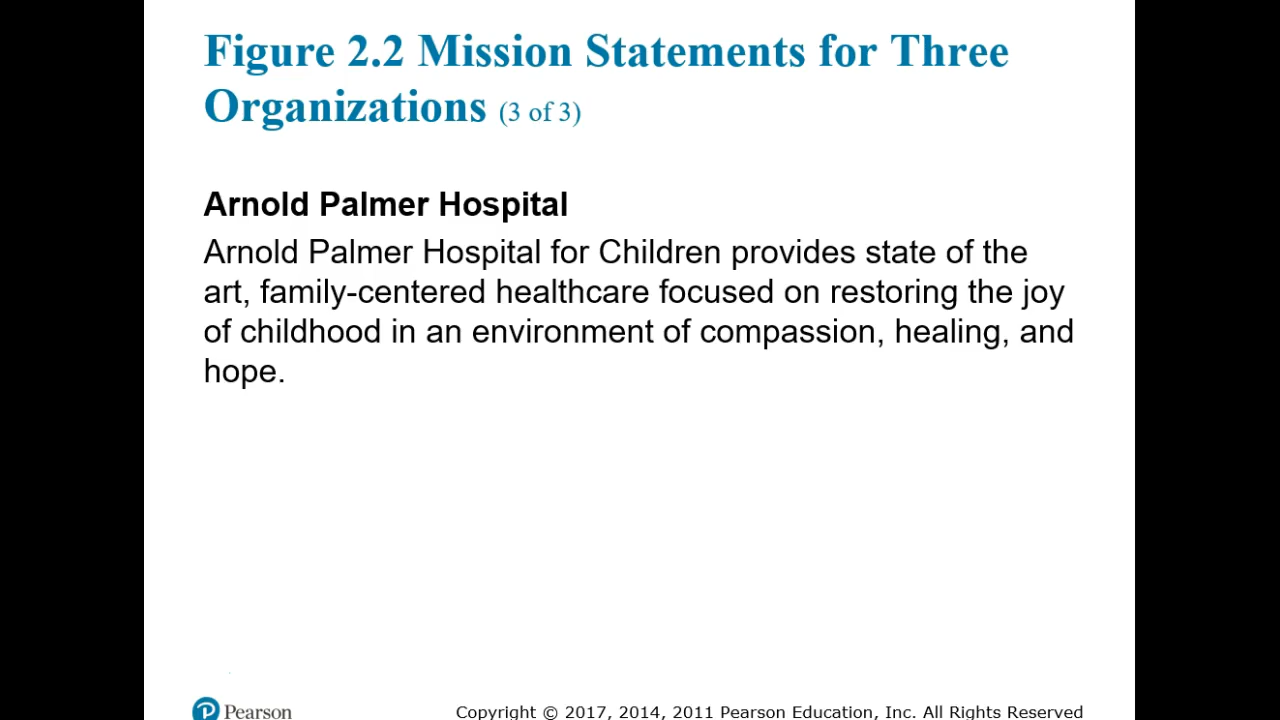 Figure 2.2 Mission Statements for Three
Organizations (3 of 3)
Arnold Palmer Hospital
Arnold Palmer Hospital for Children provides state of the
art, family-centered healthcare focused on restoring the joy
of childhood in an environment of compassion, healing, and
hope.
Pearson
Copyright © 2017, 2014, 2011 Pearson Education, Inc. All Rights Reserved